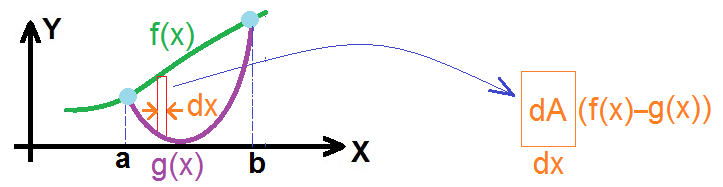 Y
f(x)
dx
a
g(x)
b
X
dA
(f(x)–g(x))
dx